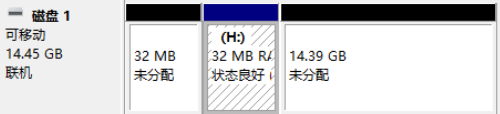 磁盘 1
可移动
14.45 GB
联机
32 MB
未分配
(H:)
32 MB RA
状态良好 (
14.39 GB
未分配